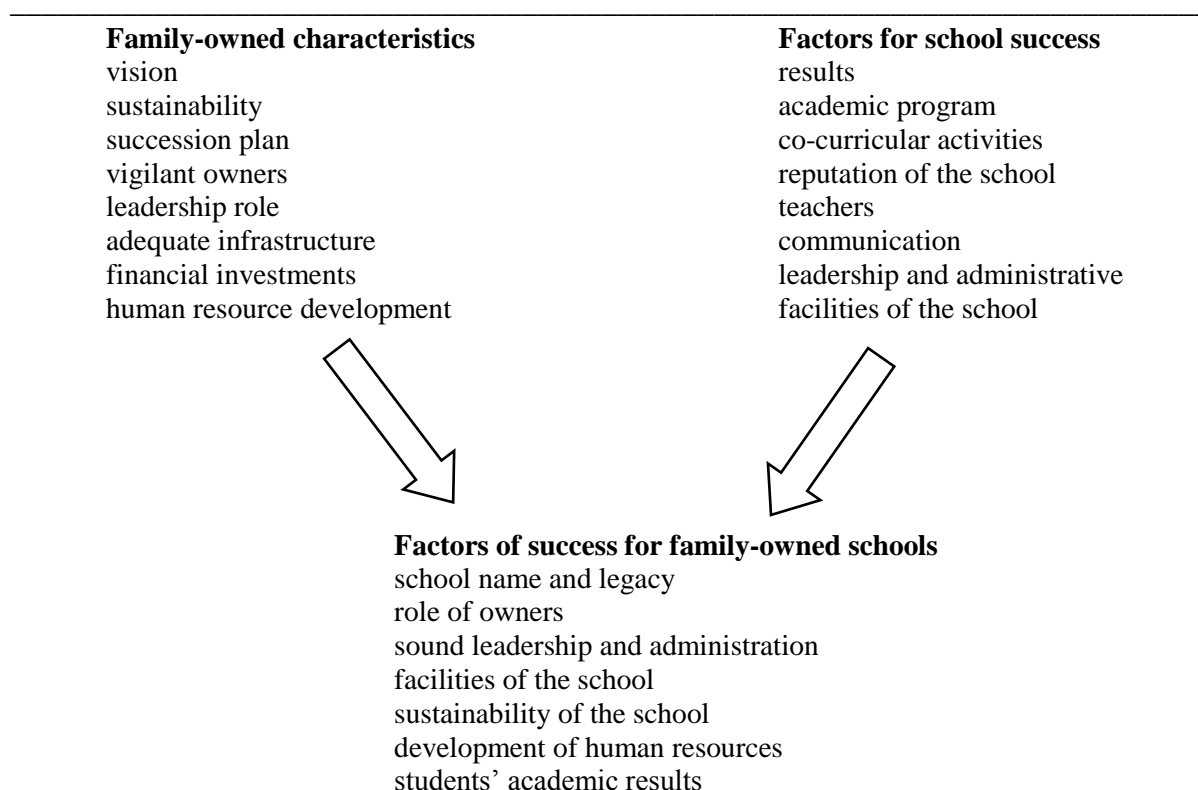 Family-owned characteristics
vision
sustainability
succession plan
vigilant owners
leadership role
adequate infrastructure
financial investments
human resource development
Factors for school success
results
academic program
co-curricular activities
reputation of the school
teachers
communication
leadership and administrative
facilities of the school
Factors of success for family-owned schools
school name and legacy
role of owners
sound leadership and administration
facilities of the school
sustainability of the school
development of human resources
students’ academic results